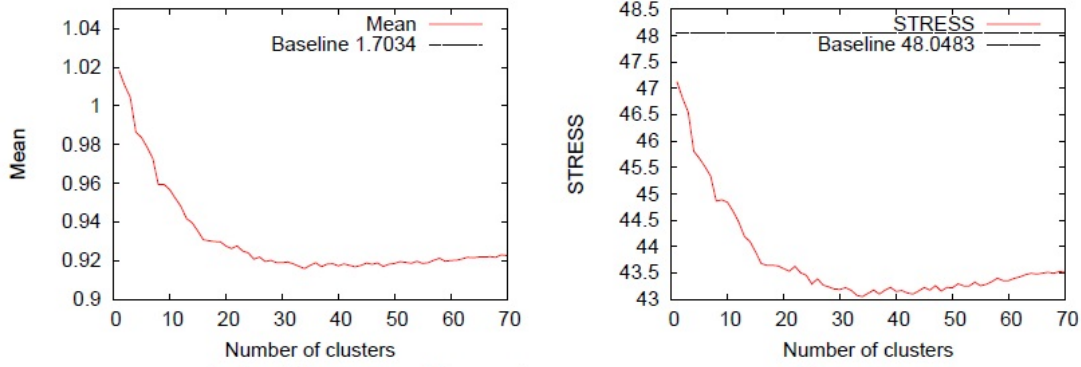 Mean
1.04
1.02
1
0.98
0.96
0.94
0.92
0.9
Mean
Baseline 1.7034
0 10 20 30 40 50 60 70
Number of clusters
STRESS
48.5
48
47.5
47
46.5
46
45.5
45
44.5
44
43.5
43
STRESS
Baseline 48.0483
0 10 20 30 40 50 60 70
Number of clusters